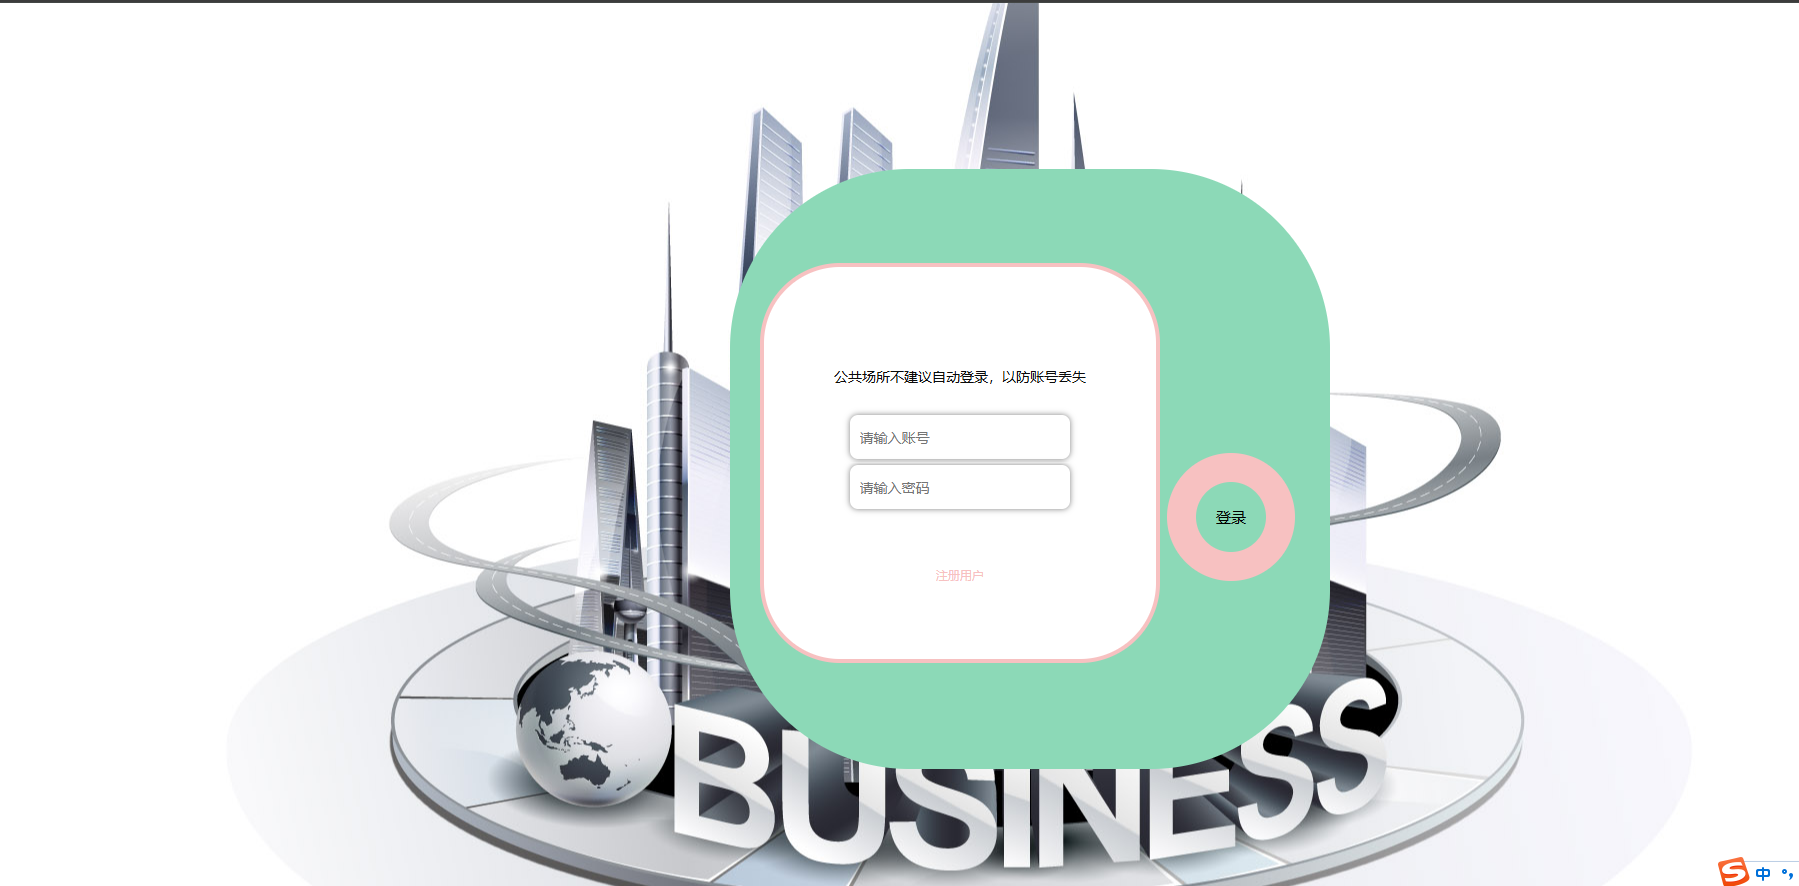 公共场所不建议自动登录，以防账号丢失
请输入账号
请输入密码
登录
注册用户
BUSINESS
S 中